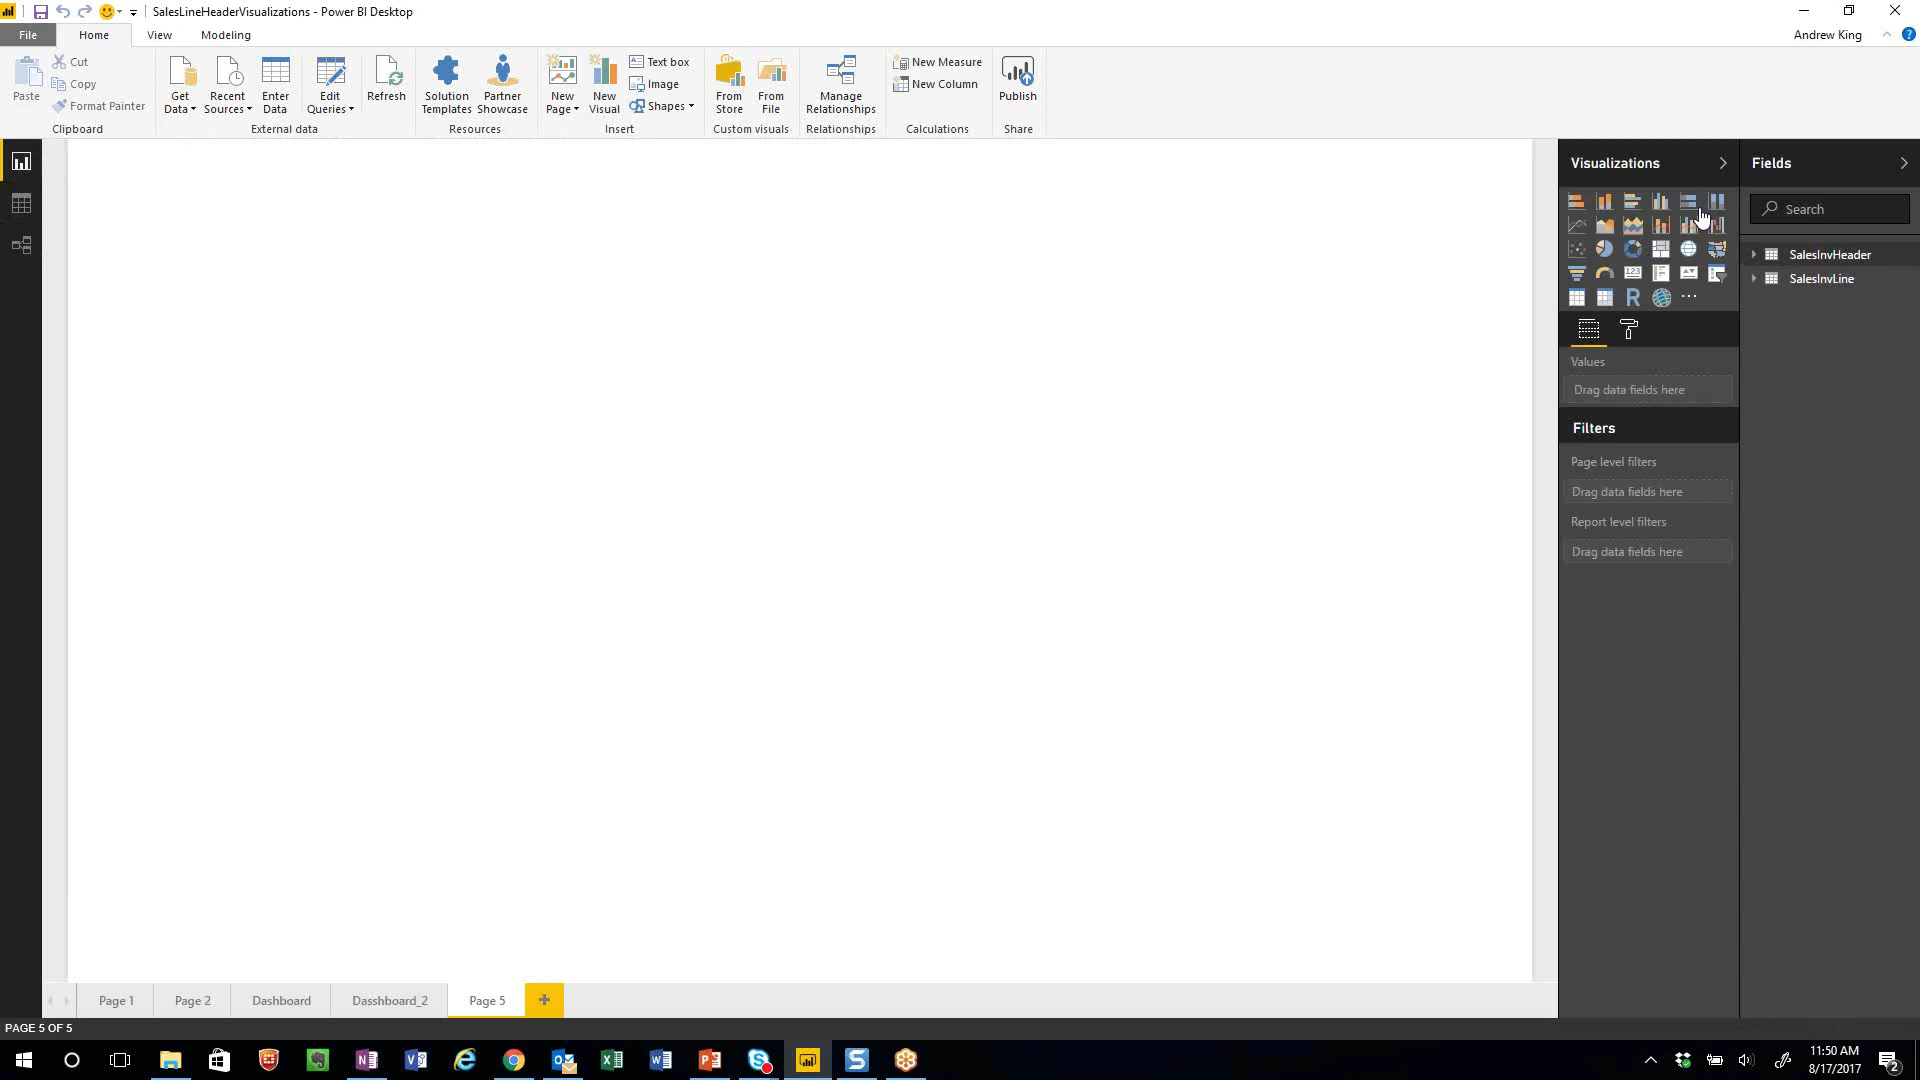 SalesLineHeaderVisualizations - Power BI Desktop
File
Home
View
Modeling
Andrew King
?
Paste
Cut
Copy
Format Painter
Clipboard
Get
Data
Recent
Sources
Enter
Data
Edit
Queries
Refresh
External data
Solution
Templates
Partner
Showcase
Resources
New
Page
New
Visual
Text box
Image
Shapes
Insert
From
Store
From
File
Custom visuals
Manage
Relationships
Relationships
New Measure
New Column
Calculations
Publish
Share
Visualizations
123
R
Values
Drag data fields here
Filters
Page level filters
Drag data fields here
Report level filters
Drag data fields here
Fields
Search
SalesInvHeader
SalesInvLine
Page 1
Page 2
Dashboard
Dasshboard_2
Page 5
+
PAGE 5 OF 5
11:50 AM
8/17/2017
2